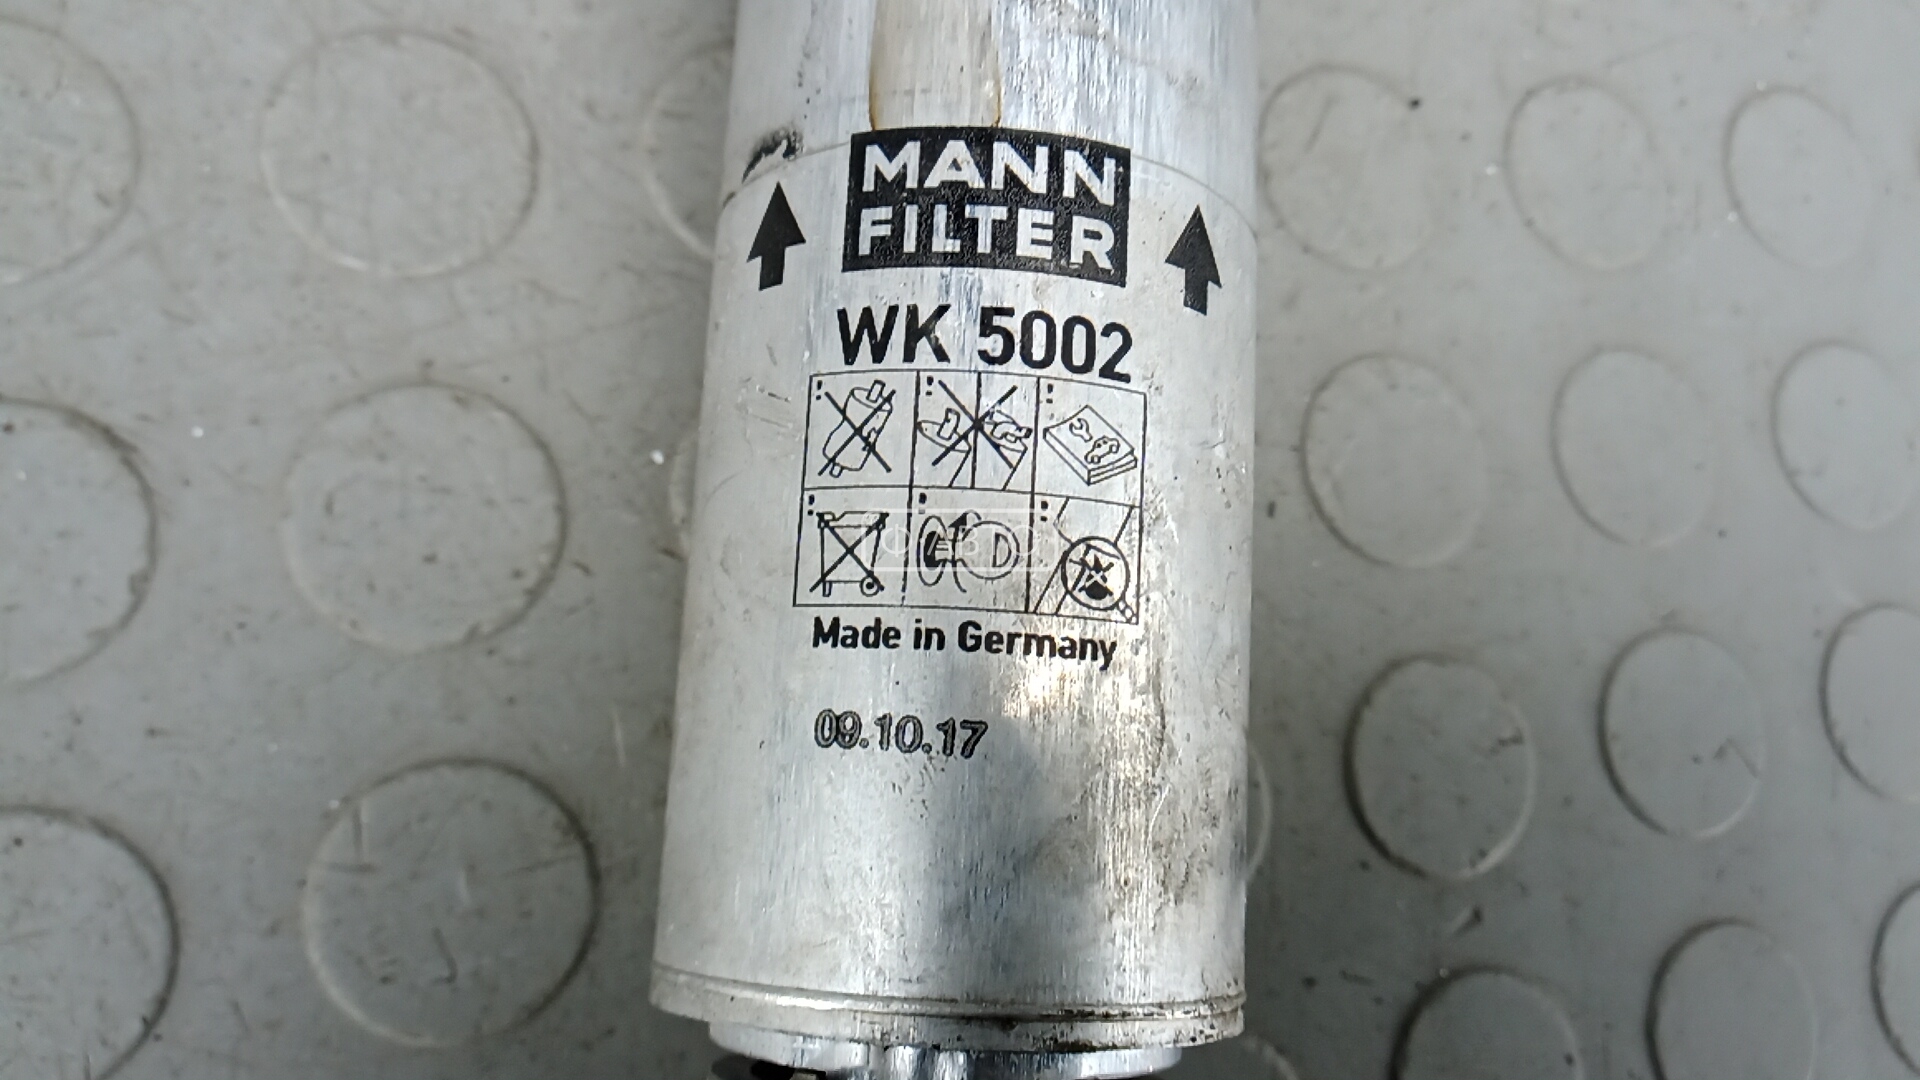 MANN
FILTER
WK 5002
Made in Germany
09.10.17